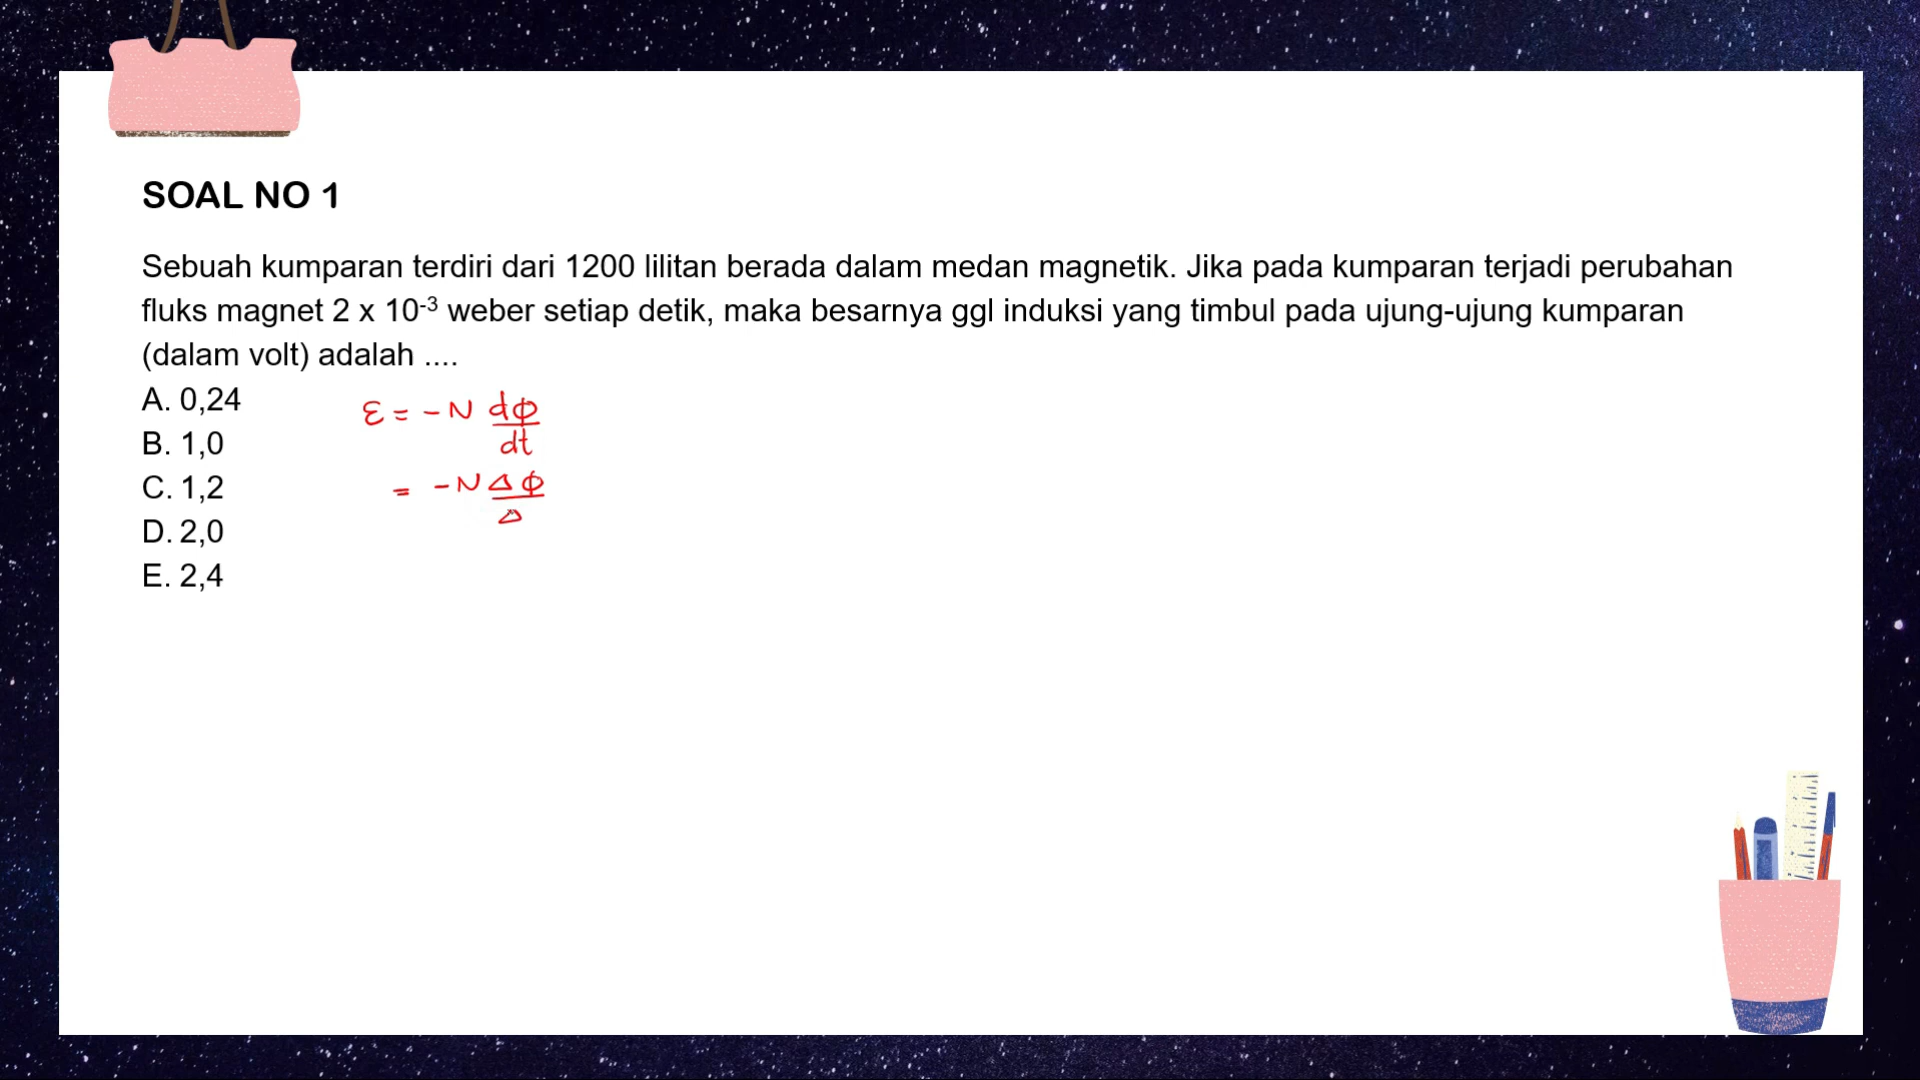 SOAL NO 1
Sebuah kumparan terdiri dari 1200 lilitan berada dalam medan magnetik. Jika pada kumparan terjadi perubahan
fluks magnet 2 x 10⁻³ weber setiap detik, maka besarnya ggl induksi yang timbul pada ujung-ujung kumparan
(dalam volt) adalah ....
A. 0,24
B. 1,0
C. 1,2
D. 2,0
E. 2,4
ε = -N dφ
dt
= -N Δφ
Δ